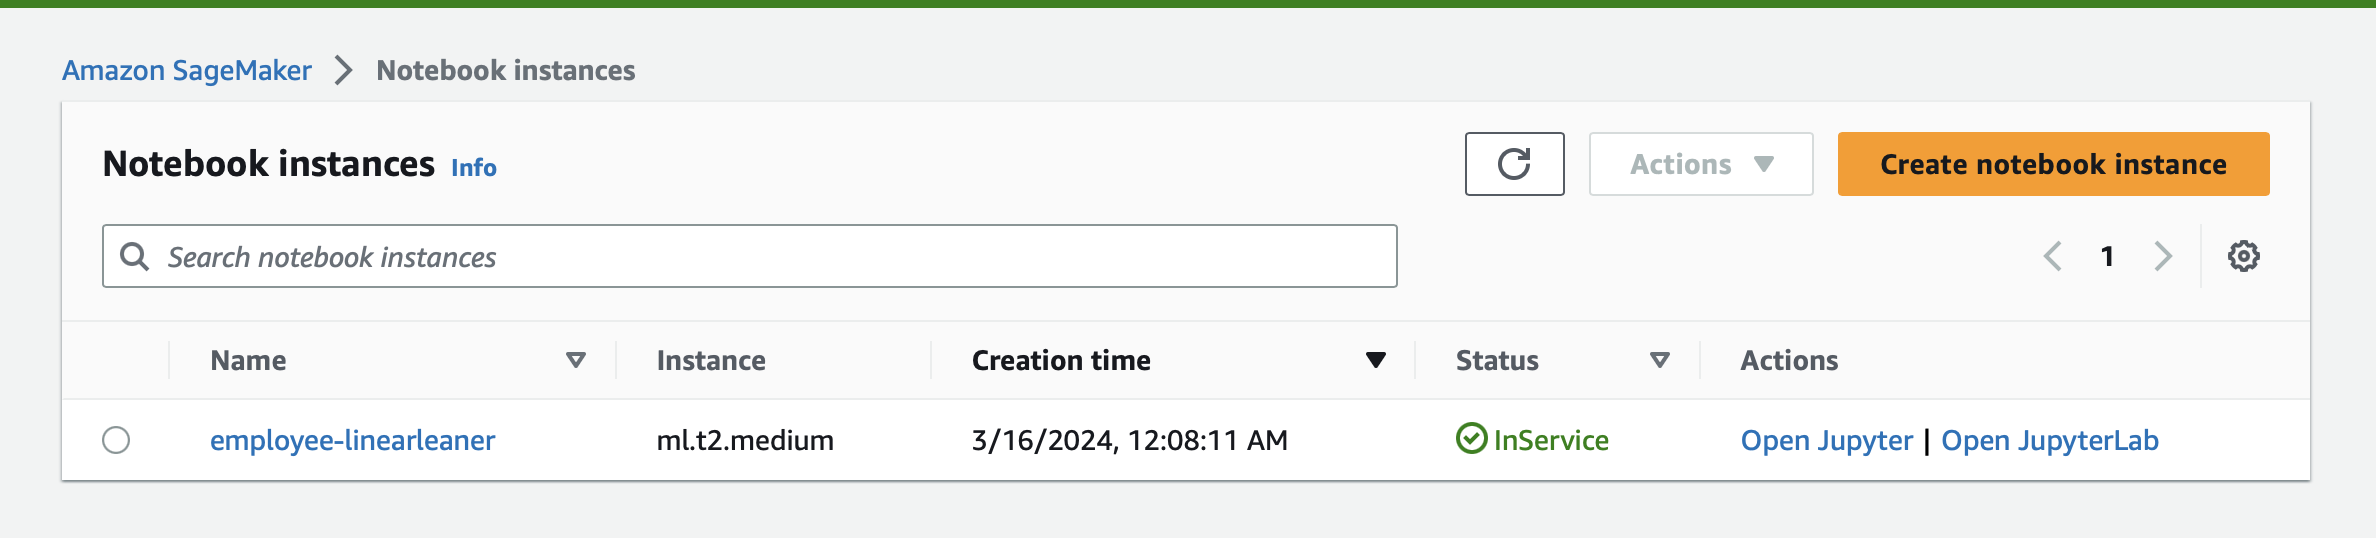 Amazon SageMaker > Notebook instances
Notebook instances Info
Actions
Create notebook instance
Search notebook instances
1
Name Instance Creation time Status Actions
employee-linearleaner ml.t2.medium 3/16/2024, 12:08:11 AM InService Open Jupyter | Open JupyterLab